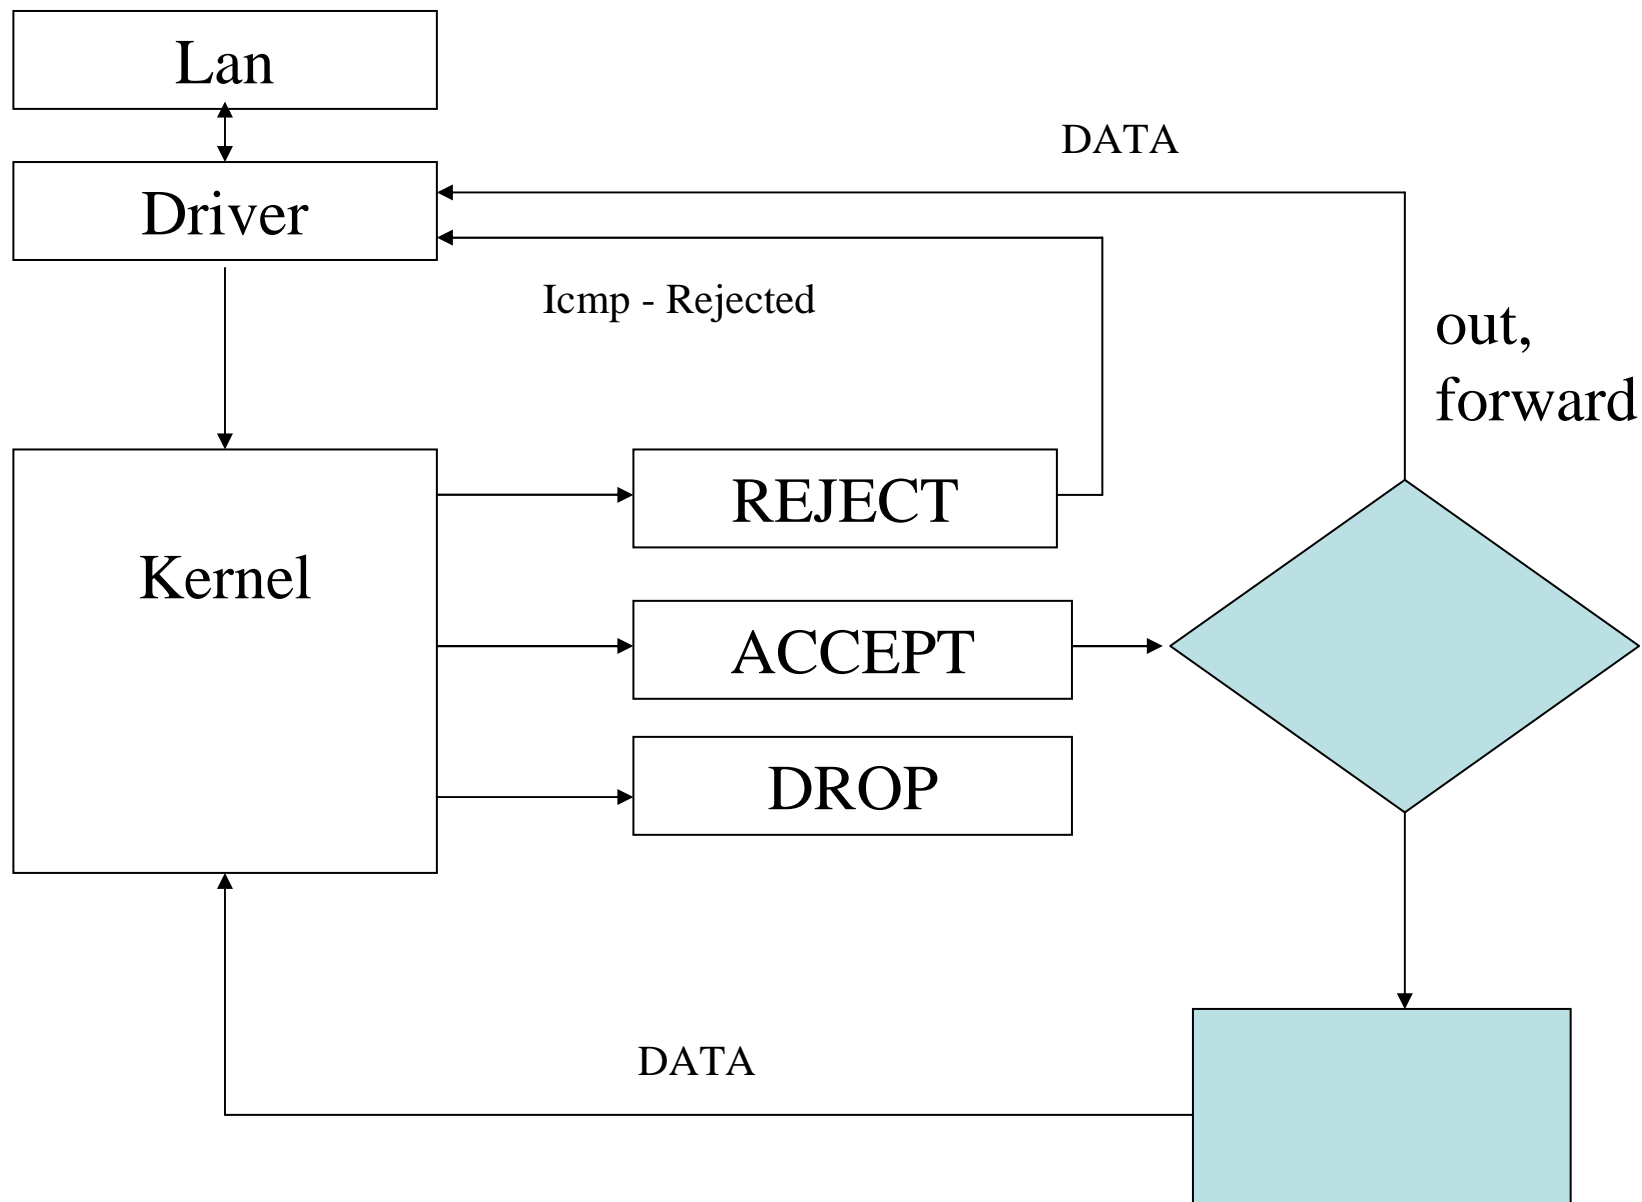 Lan
DATA
Driver
Icmp - Rejected
out,
forward
REJECT
Kernel
ACCEPT
DROP
DATA